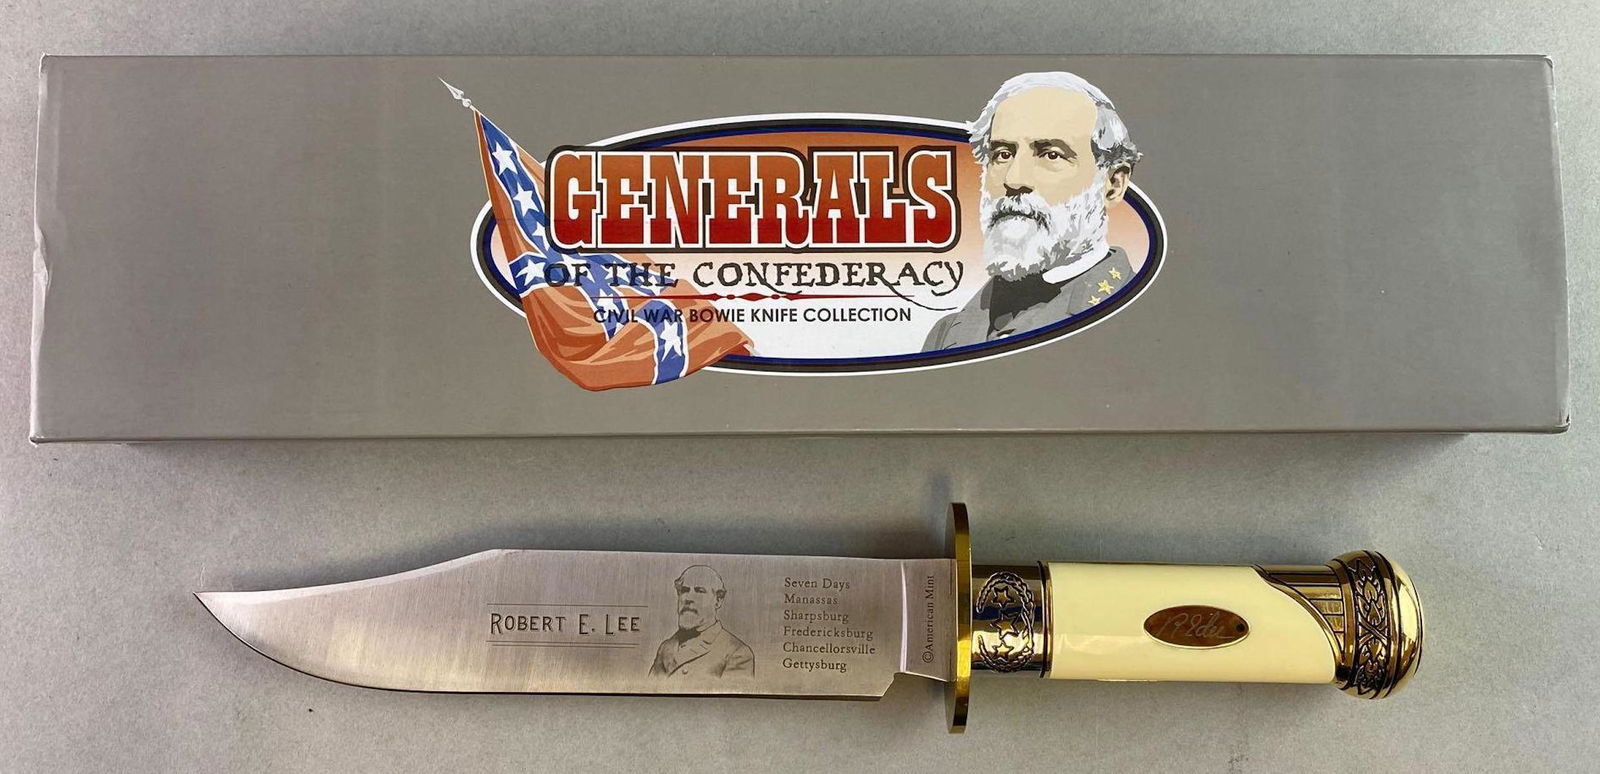 GENERALS
OF THE CONFEDERACY
CIVIL WAR BOWIE KNIFE COLLECTION
ROBERT E. LEE
Seven Days
Manassas
Sharpsburg
Fredericksburg
Chancellorsville
Gettysburg
©American Mint
R E Lee